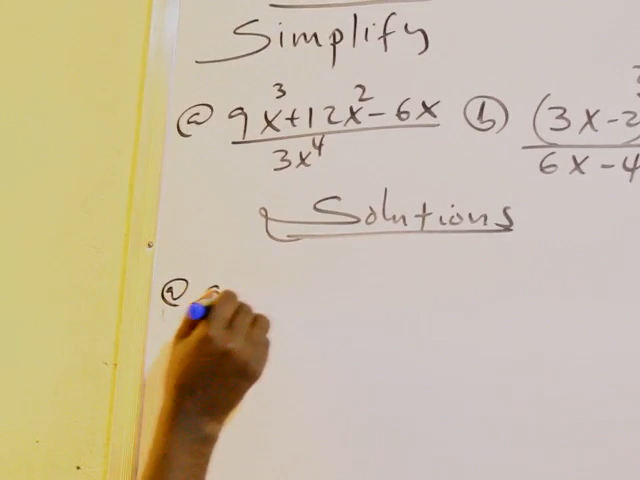 Simplify
ⓐ (9x³+12x²-6x)/(3x⁴) ⓑ (3x-2 / 6x-4
Solutions
ⓐ